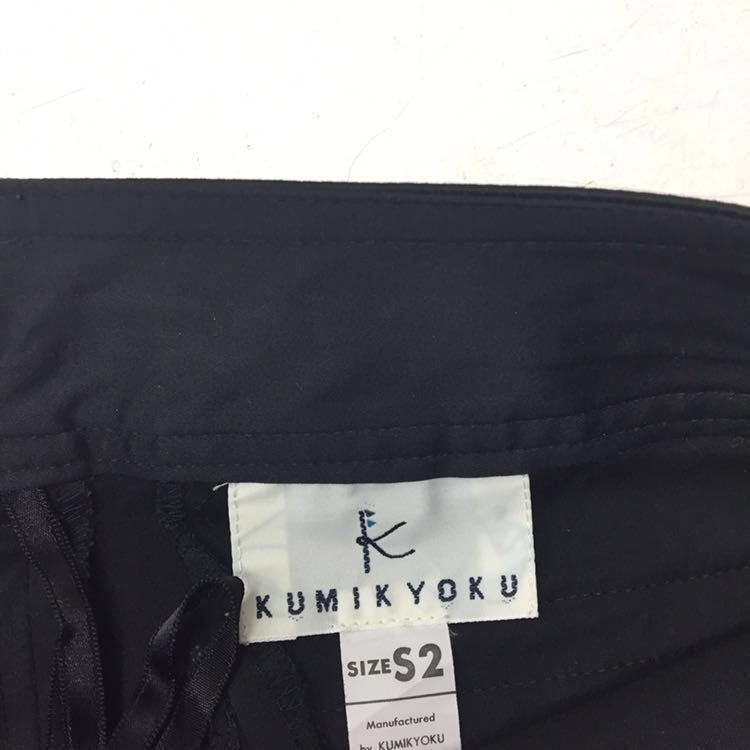 K
KUMIKYOKU
SIZE S2
Manufactured
by KUMIKYOKU